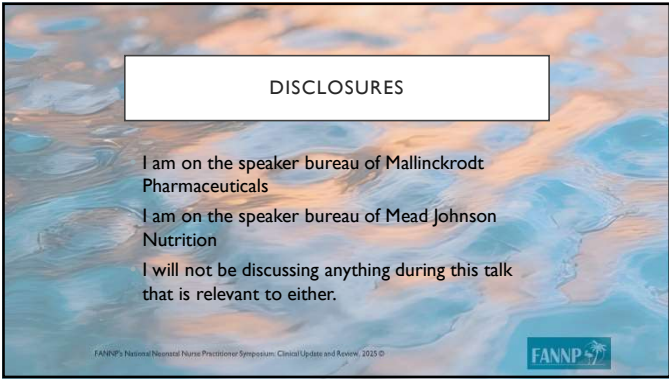 DISCLOSURES
I am on the speaker bureau of Mallinckrodt
Pharmaceuticals
I am on the speaker bureau of Mead Johnson
Nutrition
I will not be discussing anything during this talk
that is relevant to either.
FANNP's National Neonatal Nurse Practitioner Symposium: Clinical Update and Review, 2025 ©
FANNP